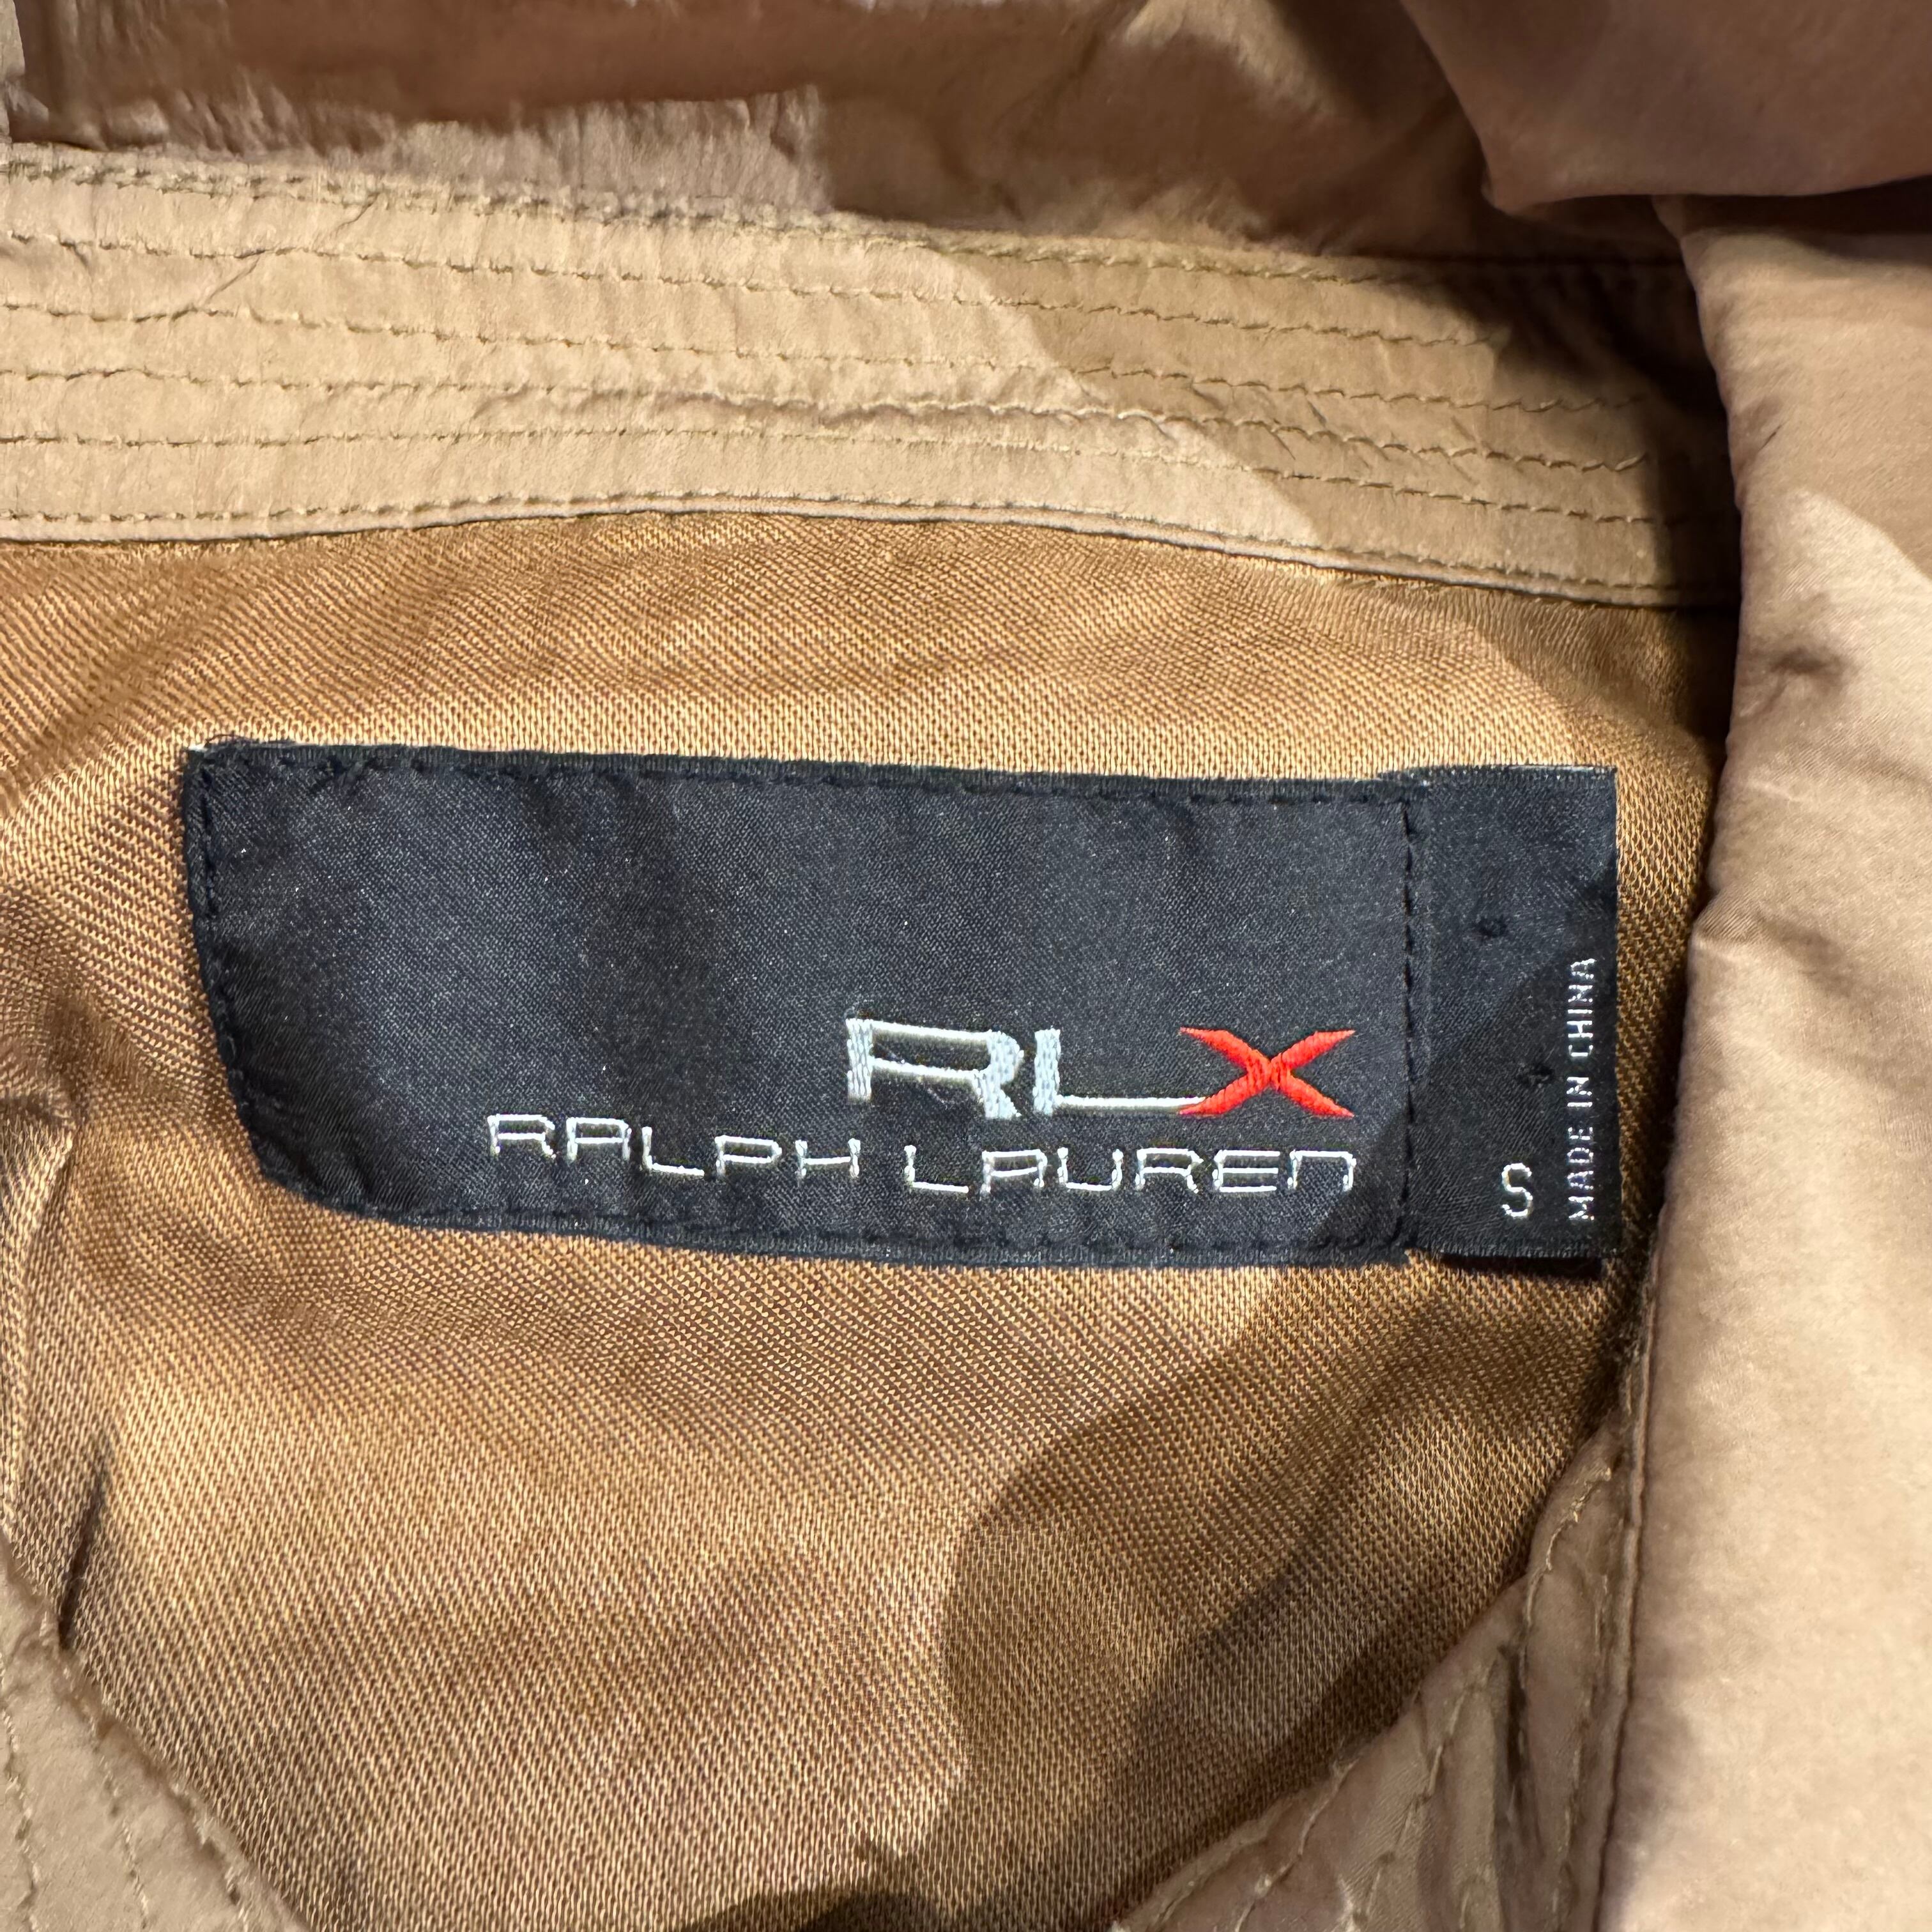 RLX
RALPH LAUREN
S
MADE IN CHINA